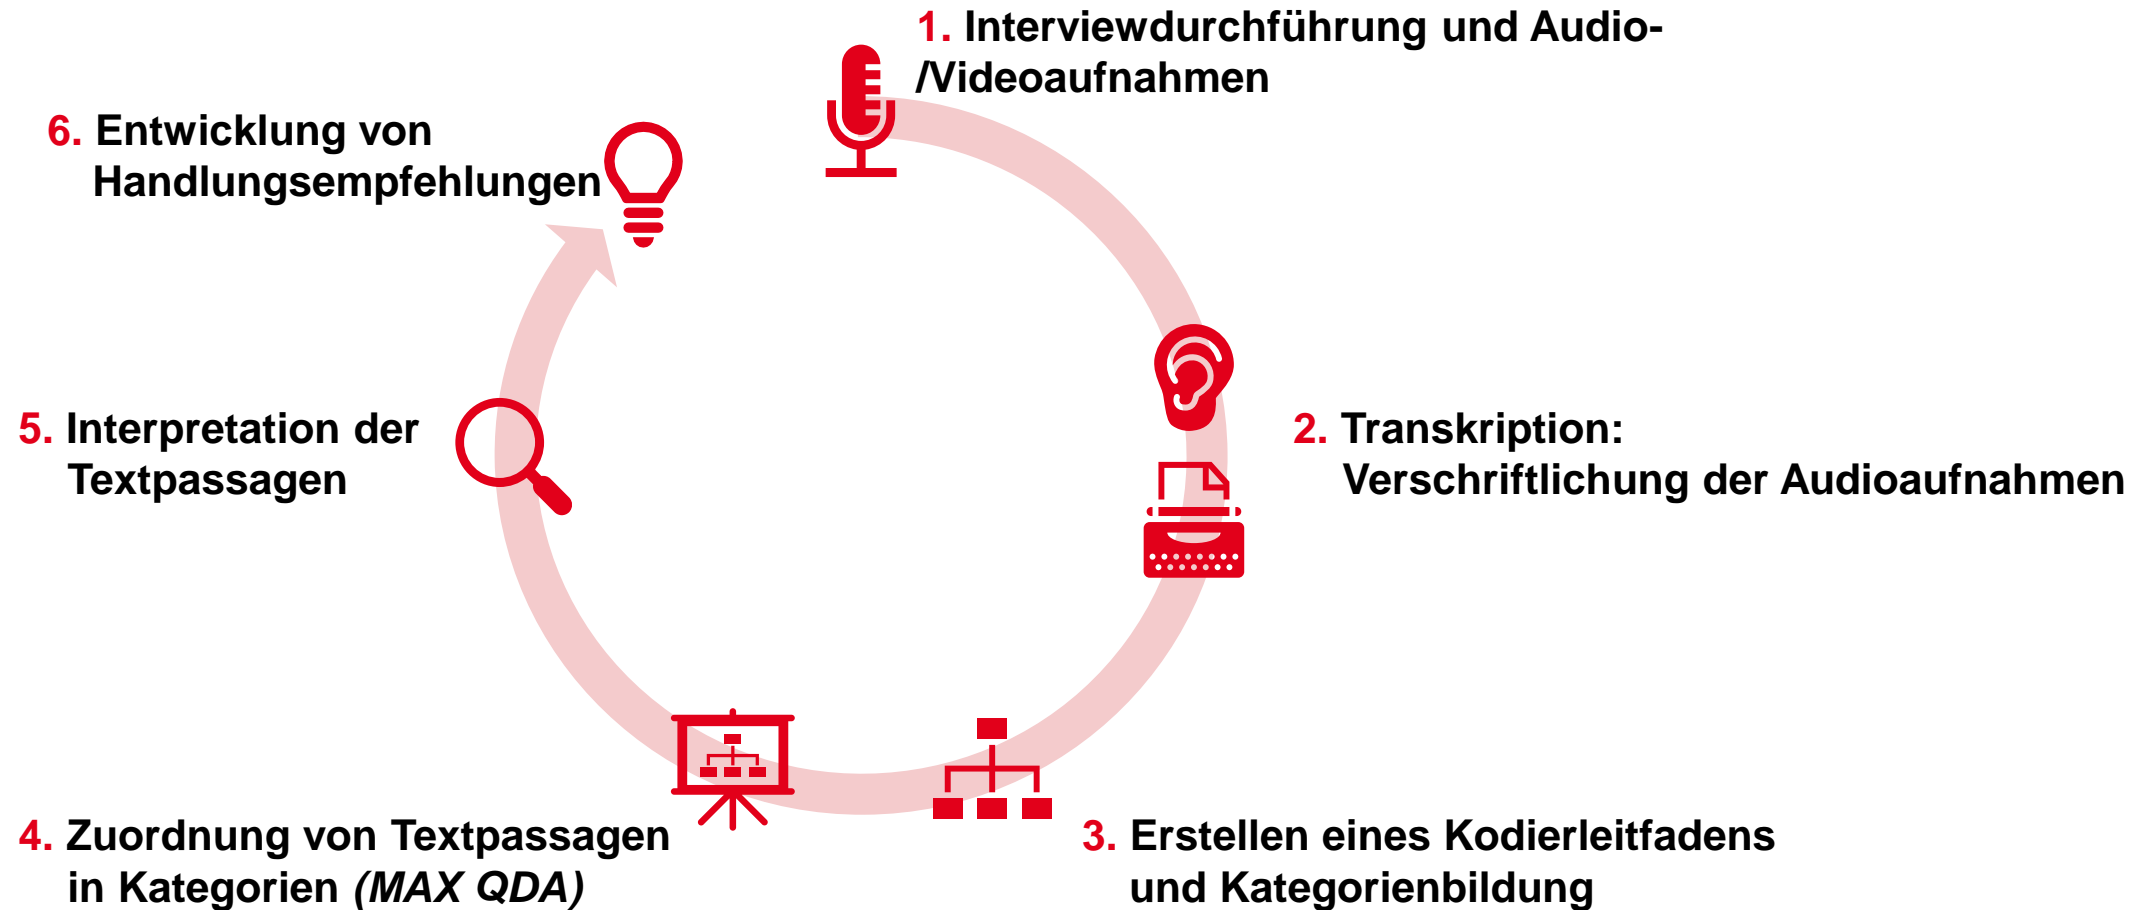 1. Interviewdurchführung und Audio-
/Videoaufnahmen
2. Transkription:
Verschriftlichung der Audioaufnahmen
3. Erstellen eines Kodierleitfadens
und Kategorienbildung
4. Zuordnung von Textpassagen
in Kategorien (MAX QDA)
5. Interpretation der
Textpassagen
6. Entwicklung von
Handlungsempfehlungen